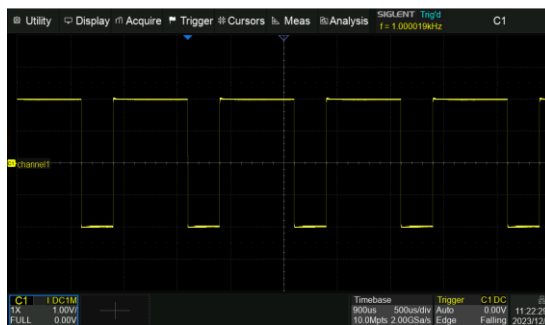 Utility Display Acquire Trigger Cursors Meas Analysis SIGLENT Trig'd C1
f = 1.000019kHz
C1 channel1
C1 DC1M
1X 1.00V/
FULL 0.00V
Timebase
900us 500us/div
10.0Mpts 2.00GSa/s
Trigger C1 DC
Auto 0.00V
Edge Falling
11:22:29
2023/12/